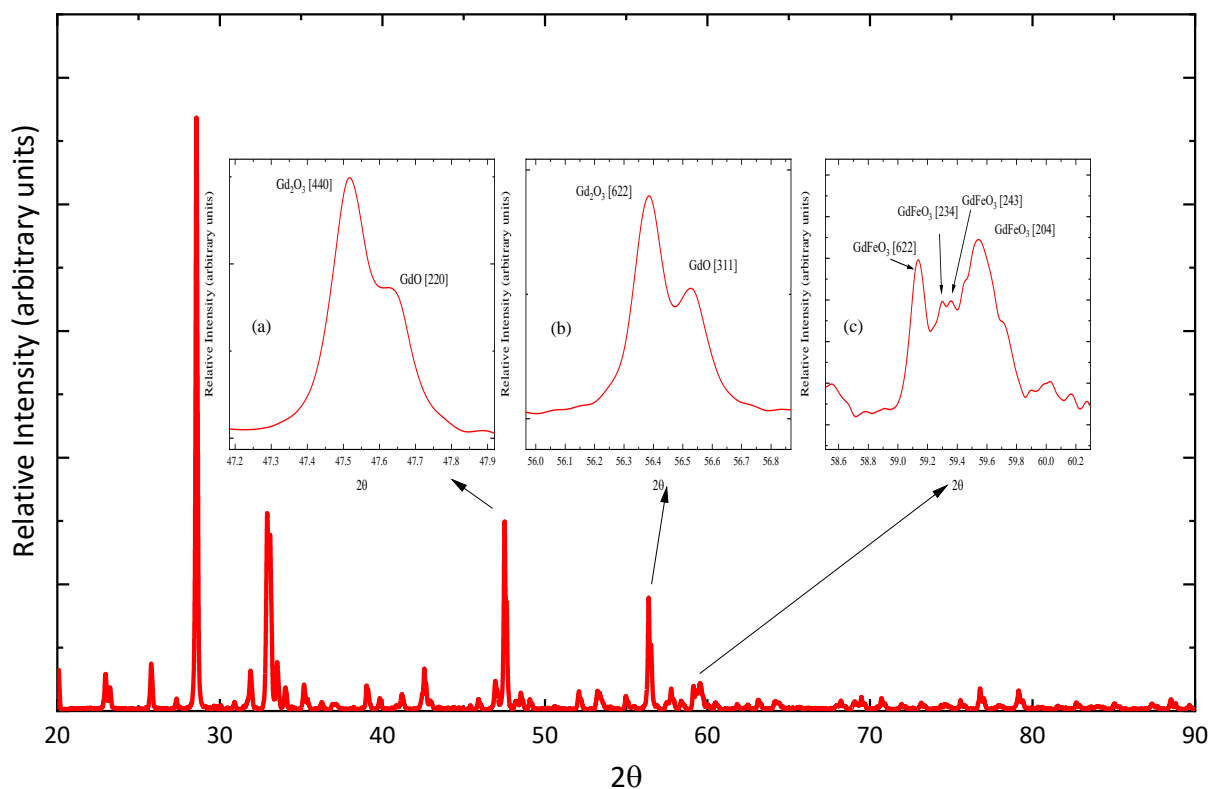 Relative Intensity (arbitrary units)
Relative Intensity (arbitrary units)
Gd₂O₃ [440]
GdO [220]
(a)
47.2 47.3 47.4 47.5 47.6 47.7 47.8 47.9
2θ
Relative Intensity (arbitrary units)
Gd₂O₃ [622]
GdO [311]
(b)
56.0 56.1 56.2 56.3 56.4 56.5 56.6 56.7 56.8
2θ
Relative Intensity (arbitrary units)
GdFeO₃ [243]
GdFeO₃ [234]
GdFeO₃ [204]
GdFeO₃ [622]
(c)
58.6 58.8 59.0 59.2 59.4 59.6 59.8 60.0 60.2
2θ
20 30 40 50 60 70 80 90
2θ